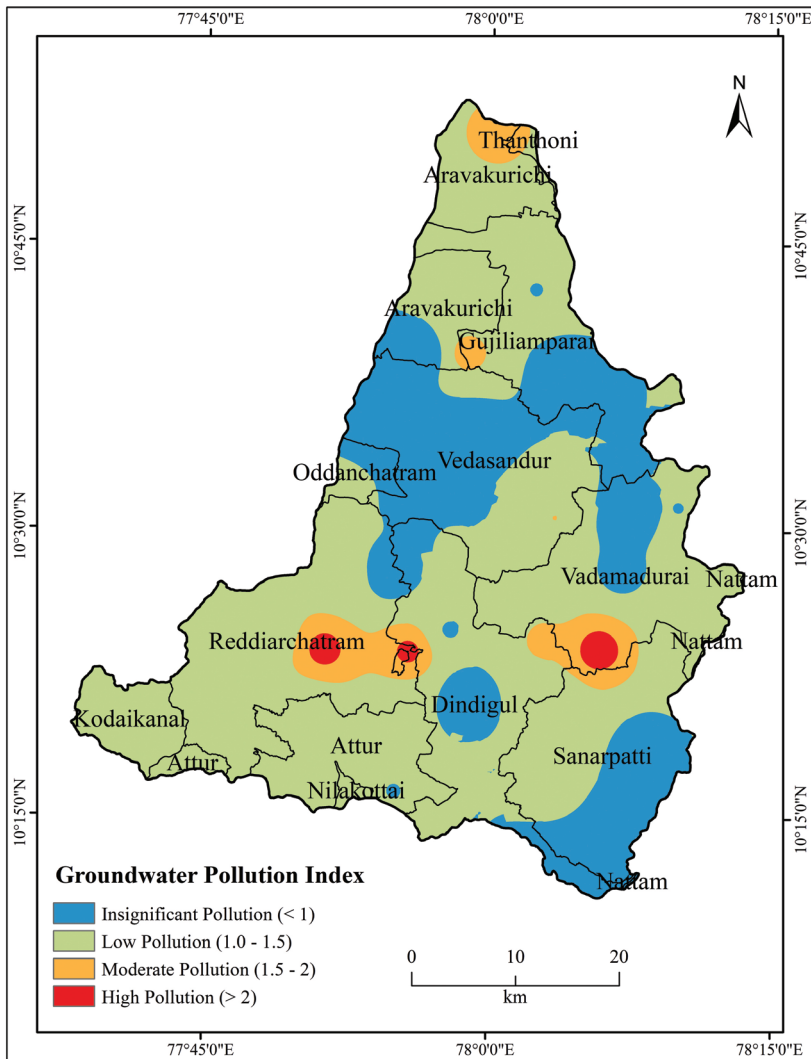 77°45'0"E
78°0'0"E
78°15'0"E
N
Thanthoni
Aravakurichi
10°45'0"N
10°45'0"N
Aravakurichi
Gujiliamparai
Oddanchatram
Vedasandur
10°30'0"N
10°30'0"N
Vadamadurai
Nattam
Reddiarchatram
Nattam
Dindigul
Kodaikanal
Attur
Attur
Sanarpatti
Nilakottai
10°15'0"N
10°15'0"N
Nattam
Groundwater Pollution Index
Insignificant Pollution (< 1)
Low Pollution (1.0 - 1.5)
Moderate Pollution (1.5 - 2)
High Pollution (> 2)
0 10 20
km
77°45'0"E
78°0'0"E
78°15'0"E